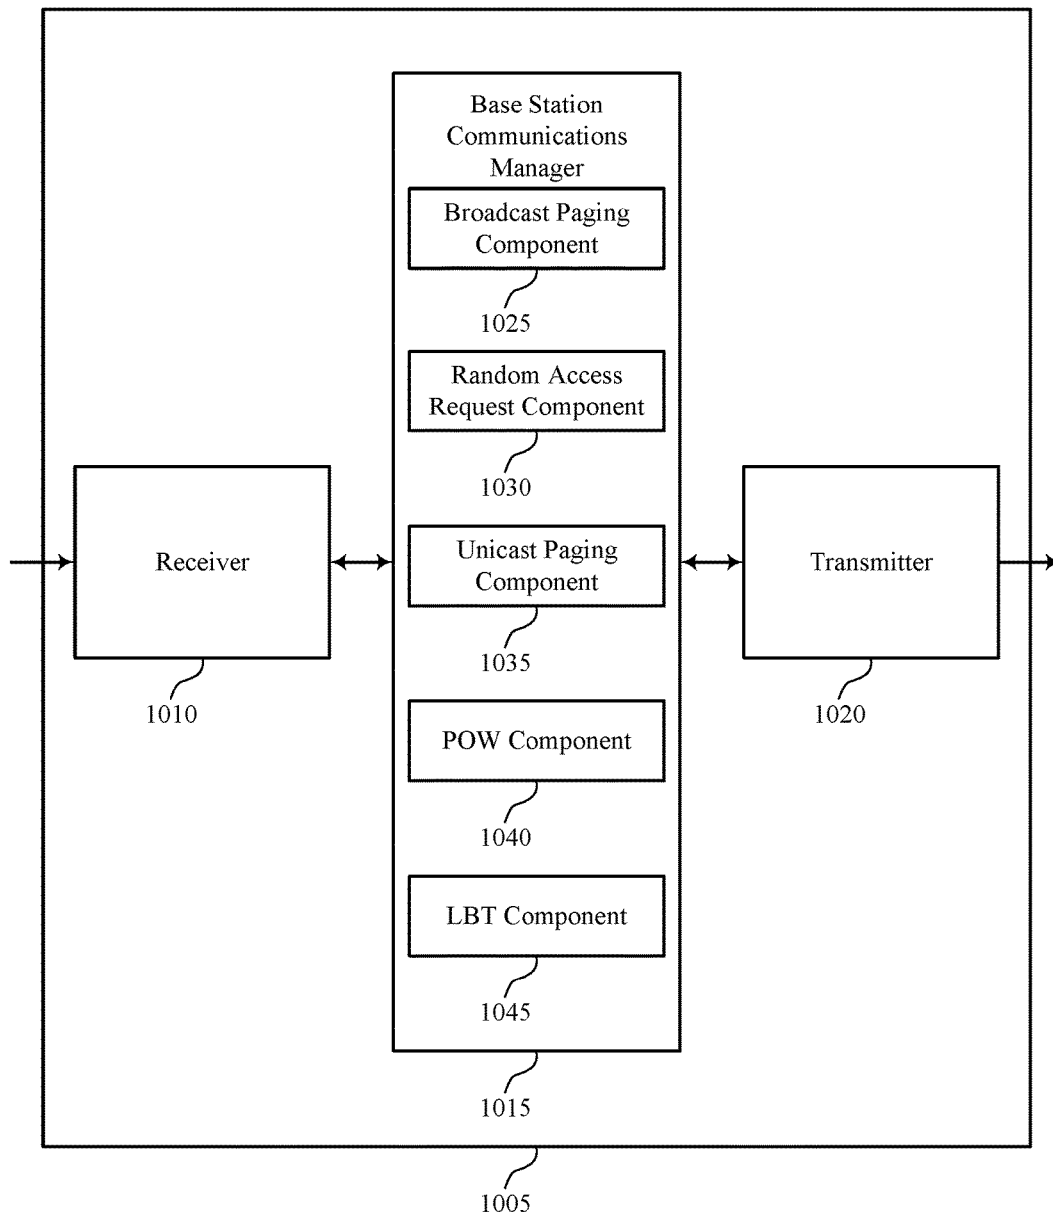 Base Station
Communications
Manager
Broadcast Paging
Component
1025
Random Access
Request Component
1030
Receiver
1010
Unicast Paging
Component
1035
Transmitter
1020
POW Component
1040
LBT Component
1045
1015
1005